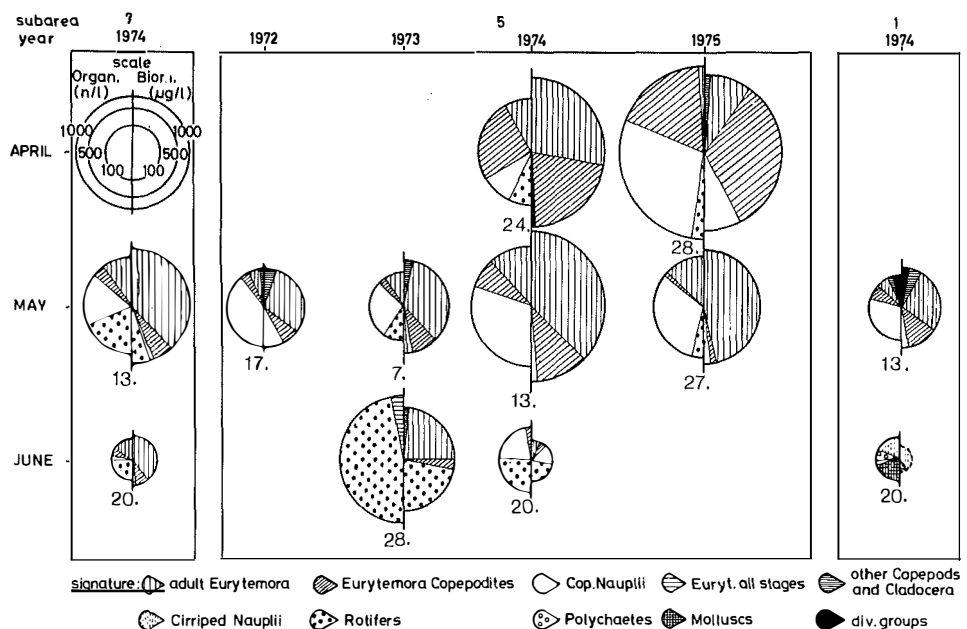 subarea 7 5 1
year 1974 1972 1973 1974 1975 1974
scale
Organ. Biom.
(n/l) (µg/l)
1000 1000
APRIL 500 500
100 100
24. 28.
MAY
13. 17. 7. 13. 27. 13.
JUNE
20. 28. 20. 20.
signature: adult Eurytemora Eurytemora Copepodites Cop. Nauplii Euryt. all stages other Copepods and Cladocera
Cirriped Nauplii Rotifers Polychaetes Molluscs div. groups